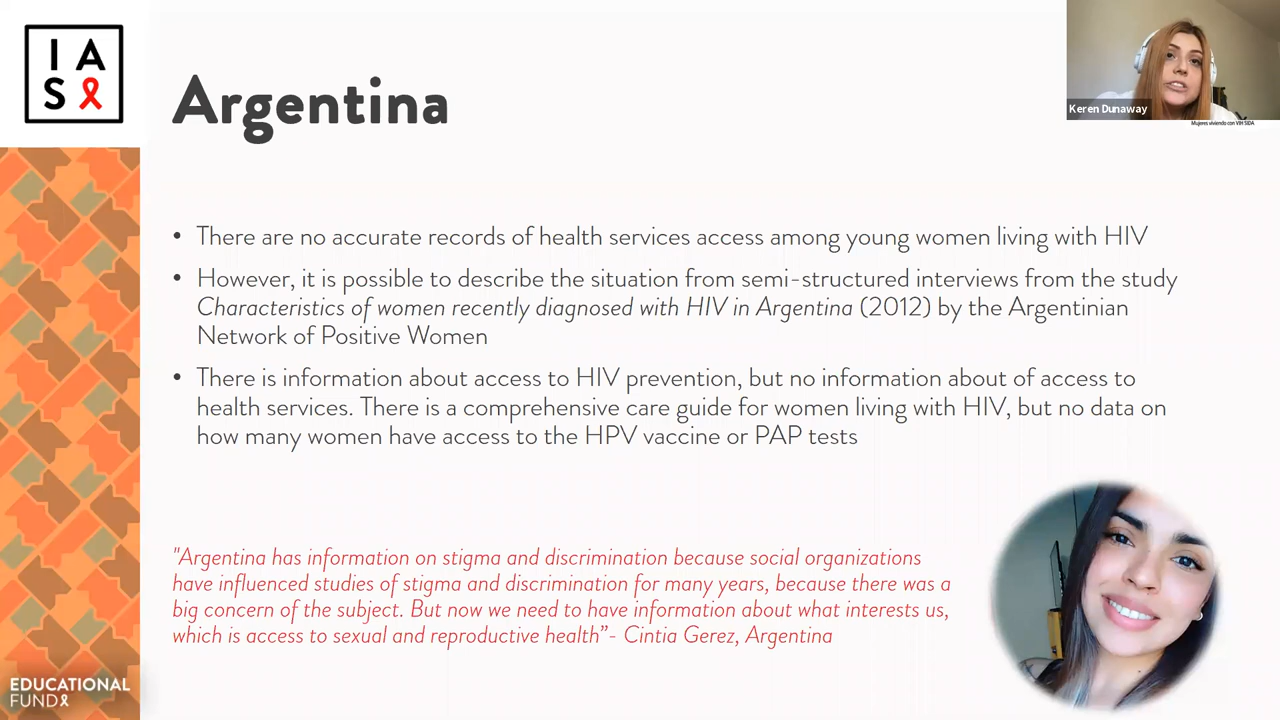 I A
S
Argentina
Keren Dunaway
Mujeres viviendo con VIH SIDA
• There are no accurate records of health services access among young women living with HIV
• However, it is possible to describe the situation from semi-structured interviews from the study
Characteristics of women recently diagnosed with HIV in Argentina (2012) by the Argentinian
Network of Positive Women
• There is information about access to HIV prevention, but no information about of access to
health services. There is a comprehensive care guide for women living with HIV, but no data on
how many women have access to the HPV vaccine or PAP tests
"Argentina has information on stigma and discrimination because social organizations
have influenced studies of stigma and discrimination for many years, because there was a
big concern of the subject. But now we need to have information about what interests us,
which is access to sexual and reproductive health”- Cintia Gerez, Argentina
EDUCATIONAL
FUND